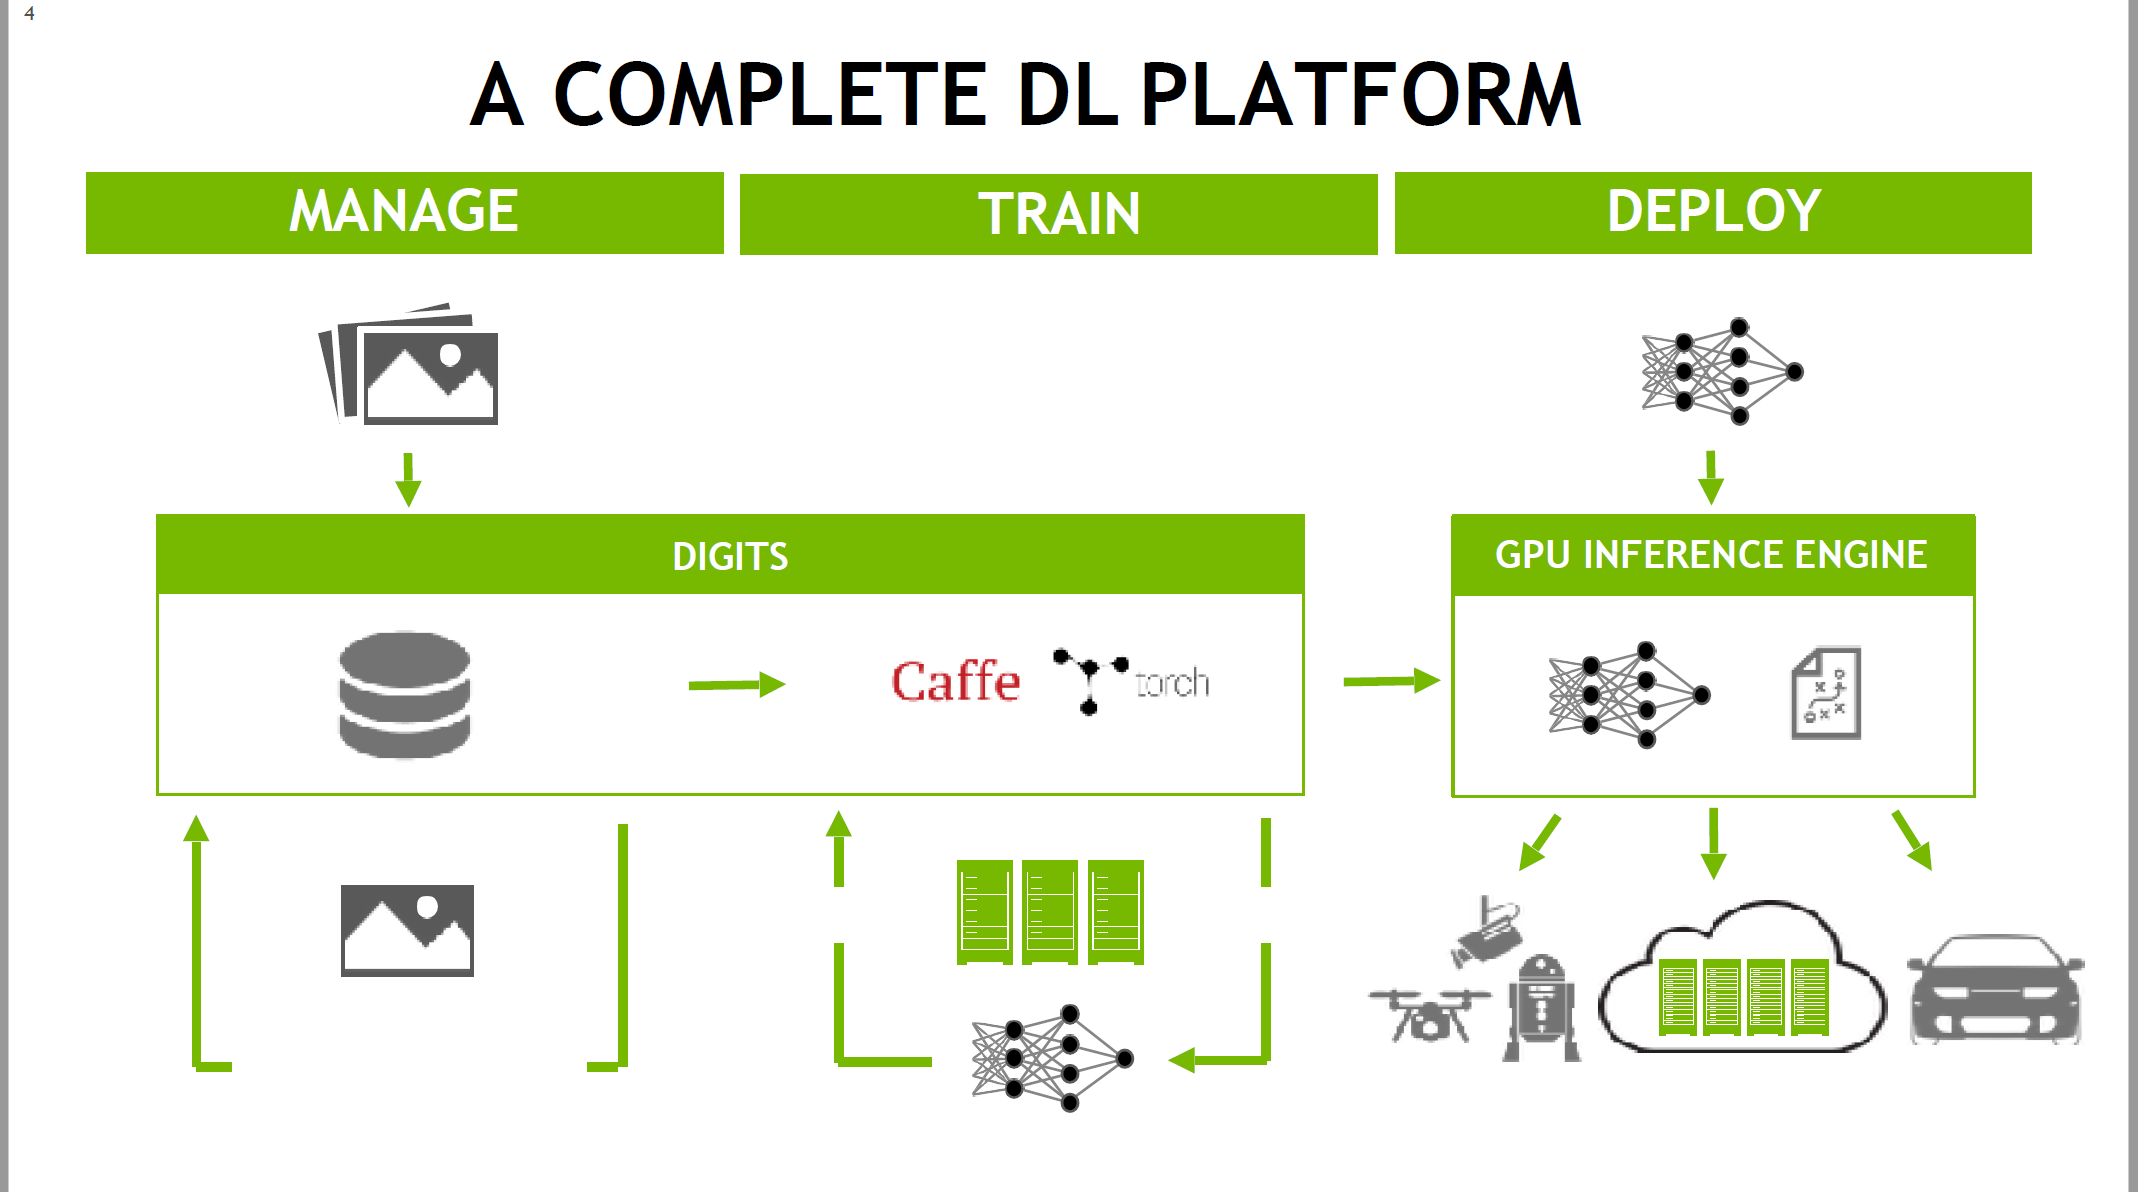 4
A COMPLETE DL PLATFORM
MANAGE
TRAIN
DEPLOY
DIGITS
GPU INFERENCE ENGINE
Caffe
torch